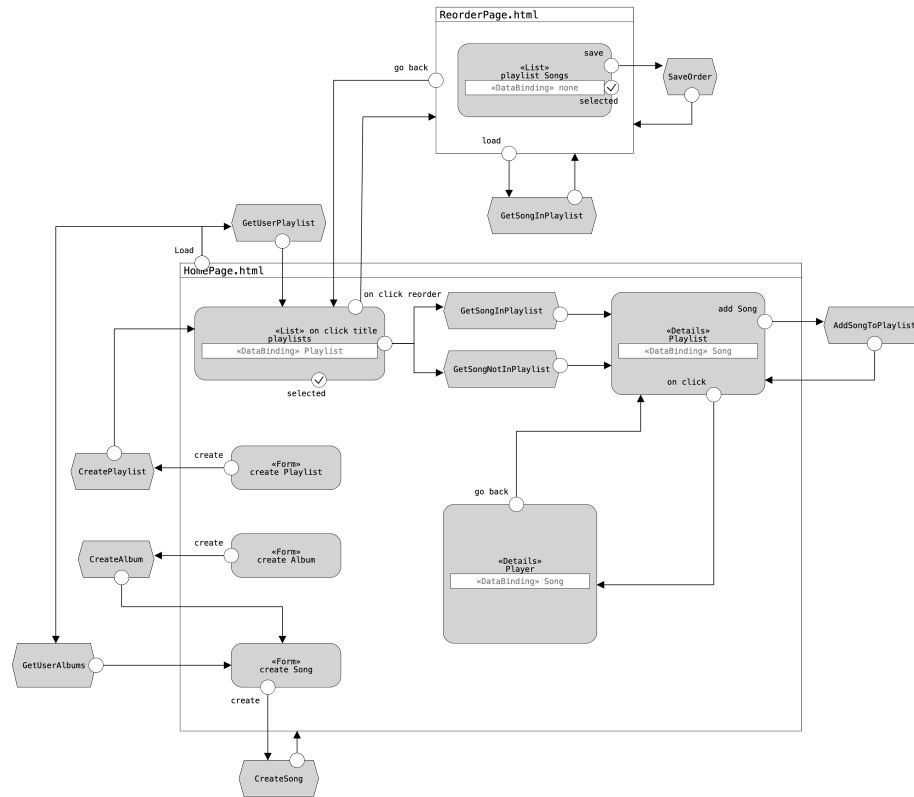 ReorderPage.html
save
go back
«List»
playlist Songs
SaveOrder
«DataBinding» none
selected
load
GetSongInPlaylist
GetUserPlaylist
Load
HomePage.html
on click reorder
GetSongInPlaylist
add Song
AddSongToPlaylist
«List» on click title
playlists
«Details»
Playlist
«DataBinding» Playlist
«DataBinding» Song
GetSongNotInPlaylist
on click
selected
create
«Form»
create Playlist
CreatePlaylist
go back
create
«Form»
create Album
CreateAlbum
«Details»
Player
«DataBinding» Song
GetUserAlbums
«Form»
create Song
create
CreateSong